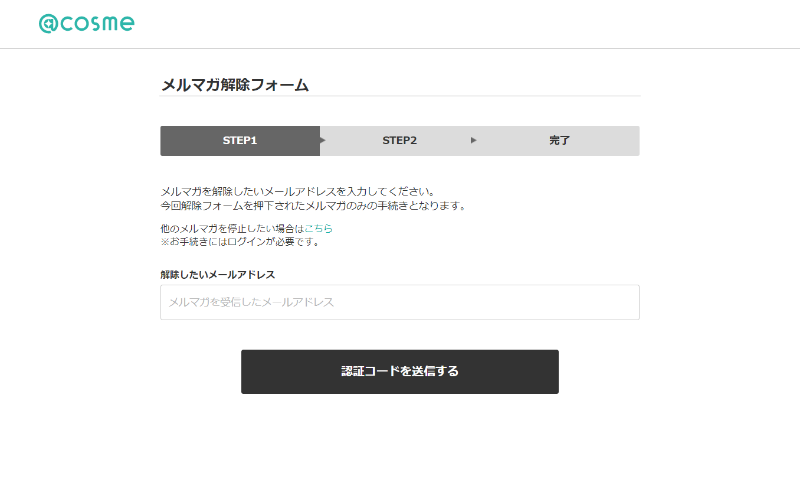 @cosme
メルマガ解除フォーム
STEP1
STEP2
完了
メルマガを解除したいメールアドレスを入力してください。
今回解除フォームを押下されたメルマガのみの手続きとなります。
他のメルマガを停止したい場合はこちら
※お手続きにはログインが必要です。
解除したいメールアドレス
メルマガを受信したメールアドレス
認証コードを送信する